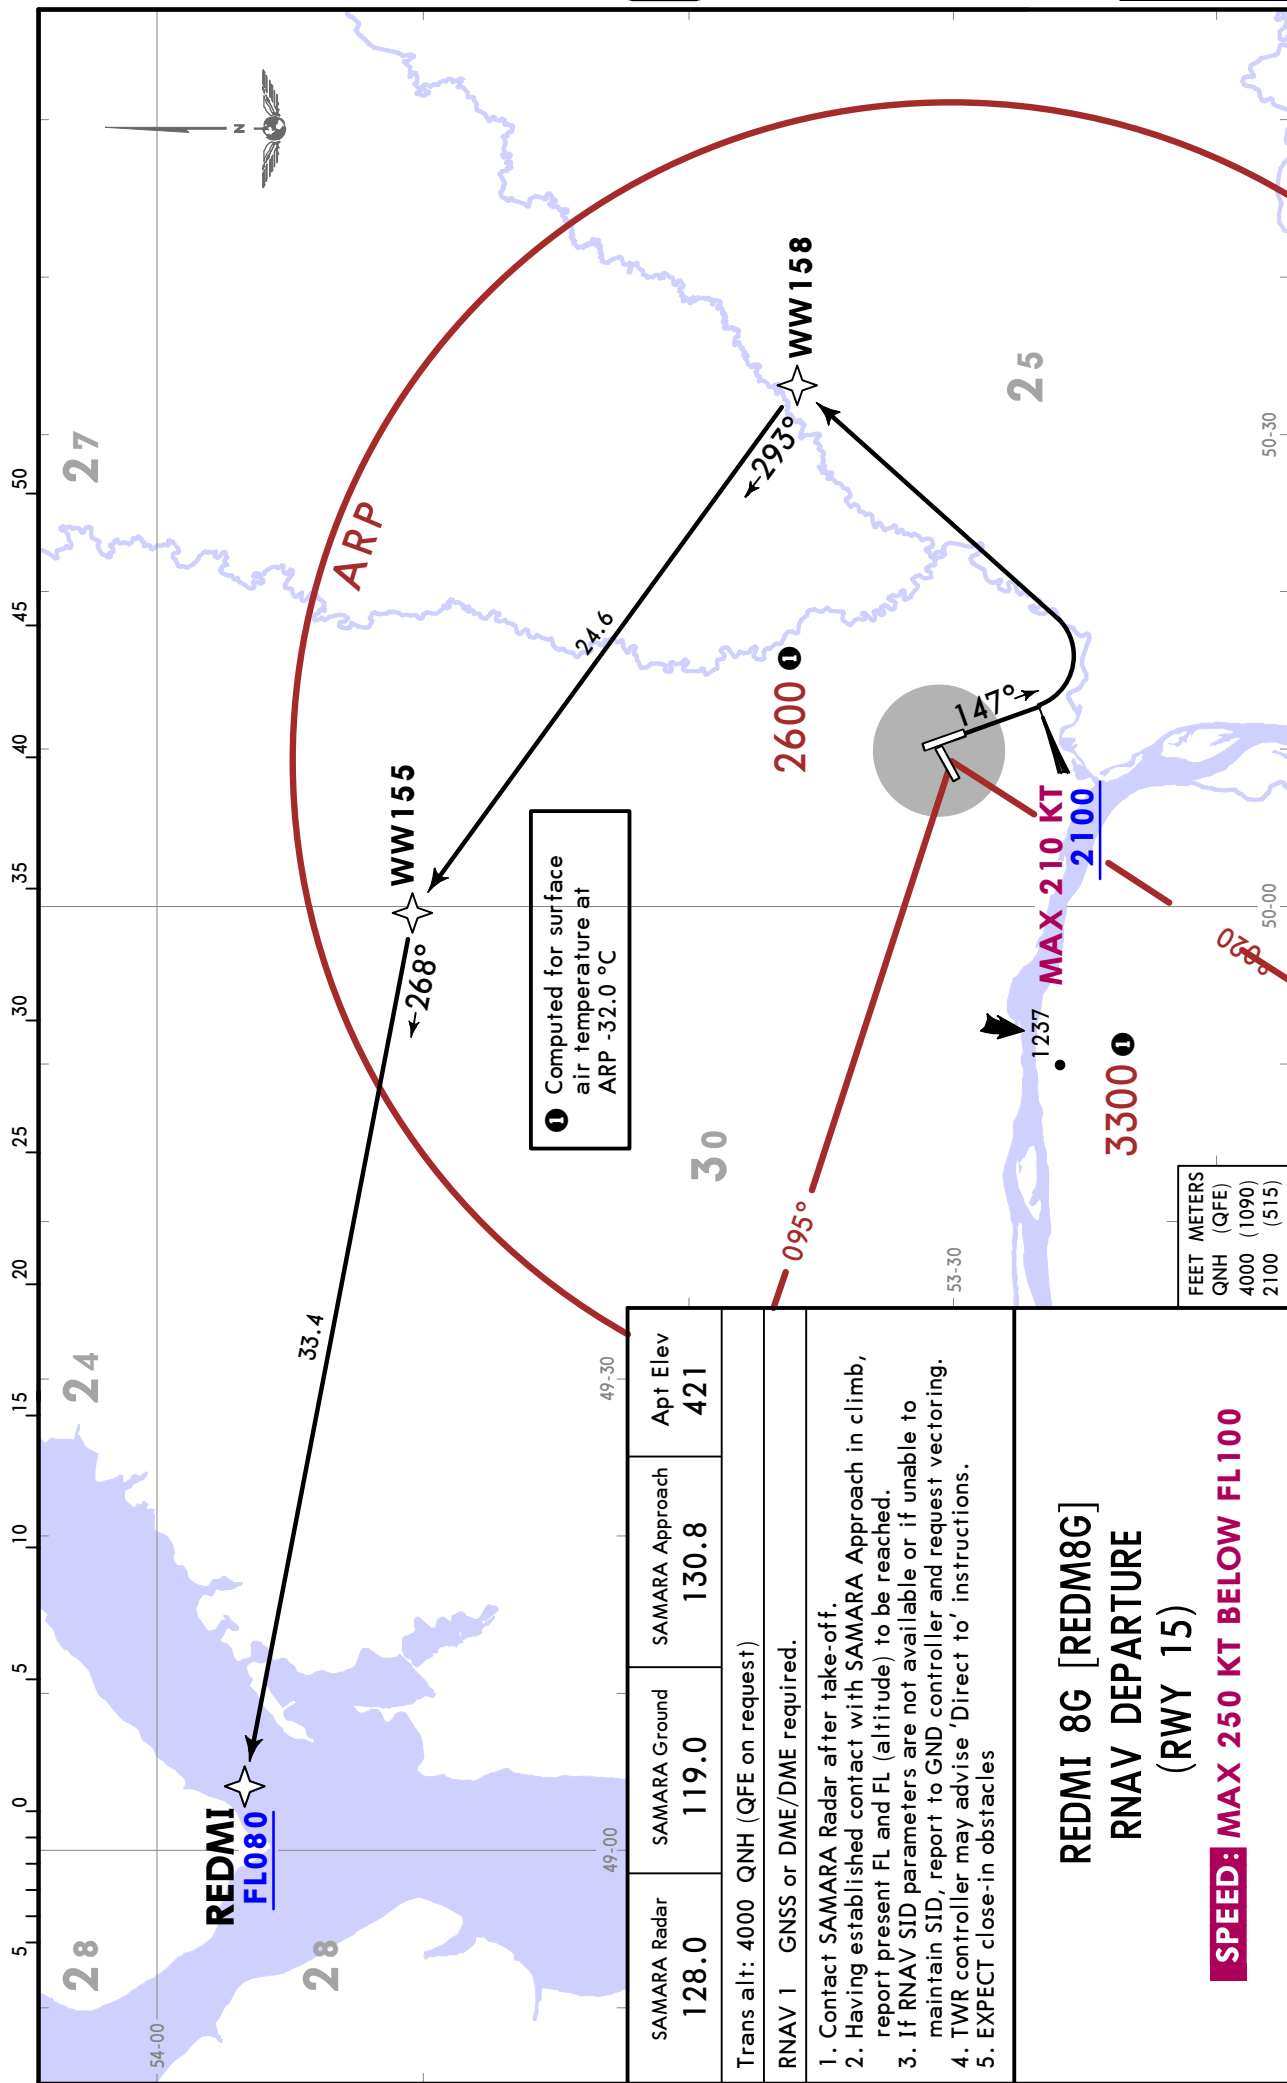 SAMARA Radar
128.0
SAMARA Ground
119.0
SAMARA Approach
130.8
Apt Elev
421
Trans alt: 4000 QNH (QFE on request)
RNAV 1 GNSS or DME/DME required.
1. Contact SAMARA Radar after take-off.
2. Having established contact with SAMARA Approach in climb,
report present FL and FL (altitude) to be reached.
3. If RNAV SID parameters are not available or if unable to
maintain SID, report to GND controller and request vectoring.
4. TWR controller may advise 'Direct to' instructions.
5. EXPECT close-in obstacles
REDMI 8G [REDM8G]
RNAV DEPARTURE
(RWY 15)
SPEED: MAX 250 KT BELOW FL100
5 0 5 10 15 20 25 30 35 40 45 50
28
24
27
N
54-00
REDMI
FL080
28
33.4
49-00
49-30
ARP
WW155
268°
24.6
293°
WW158
1 Computed for surface
air temperature at
ARP -32.0 °C
30
095°
2600 1
25
147°
MAX 210 KT
2100
53-30
1237
3300 1
020°
50-00
50-30
FEET METERS
QNH (QFE)
4000 (1090)
2100 (515)